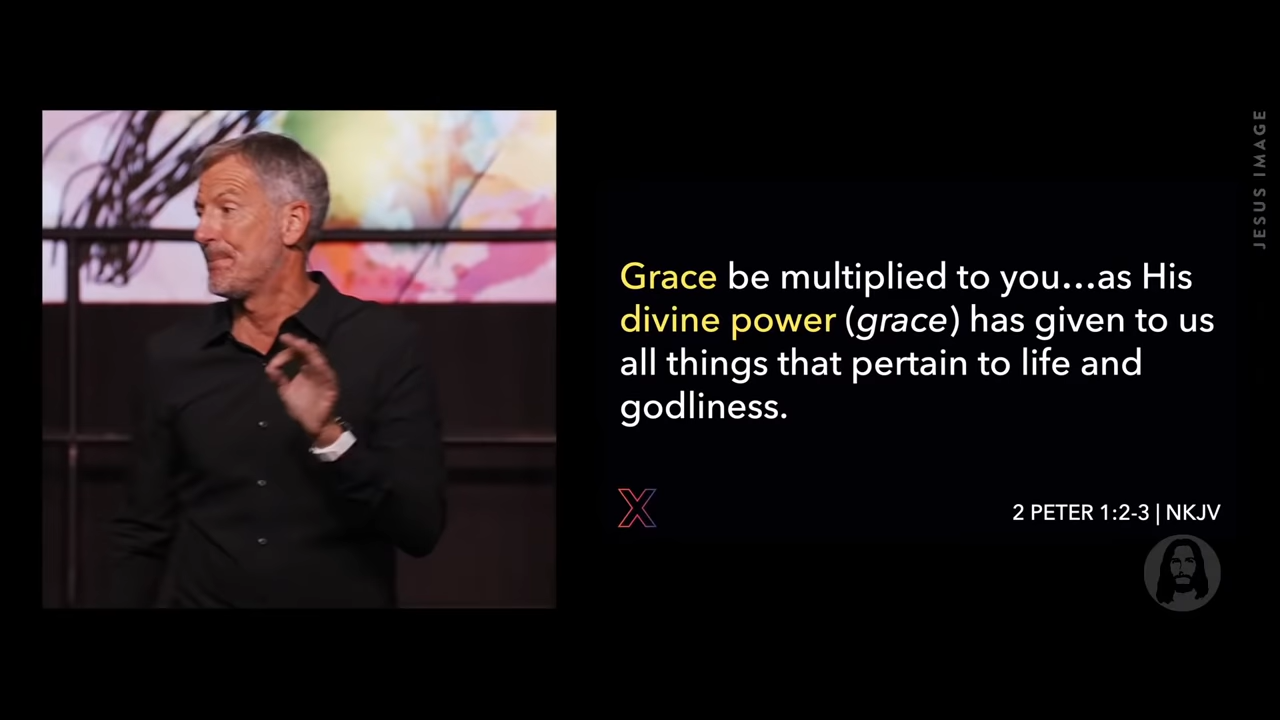 Grace be multiplied to you...as His
divine power (grace) has given to us
all things that pertain to life and
godliness.
X
2 PETER 1:2-3 | NKJV
JESUS IMAGE